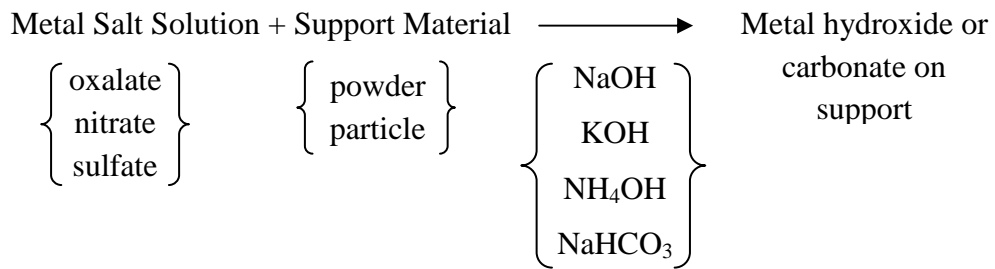 Metal Salt Solution + Support Material ⟶ Metal hydroxide or
carbonate on
support
oxalate
nitrate
sulfate
powder
particle
NaOH
KOH
NH₄OH
NaHCO₃